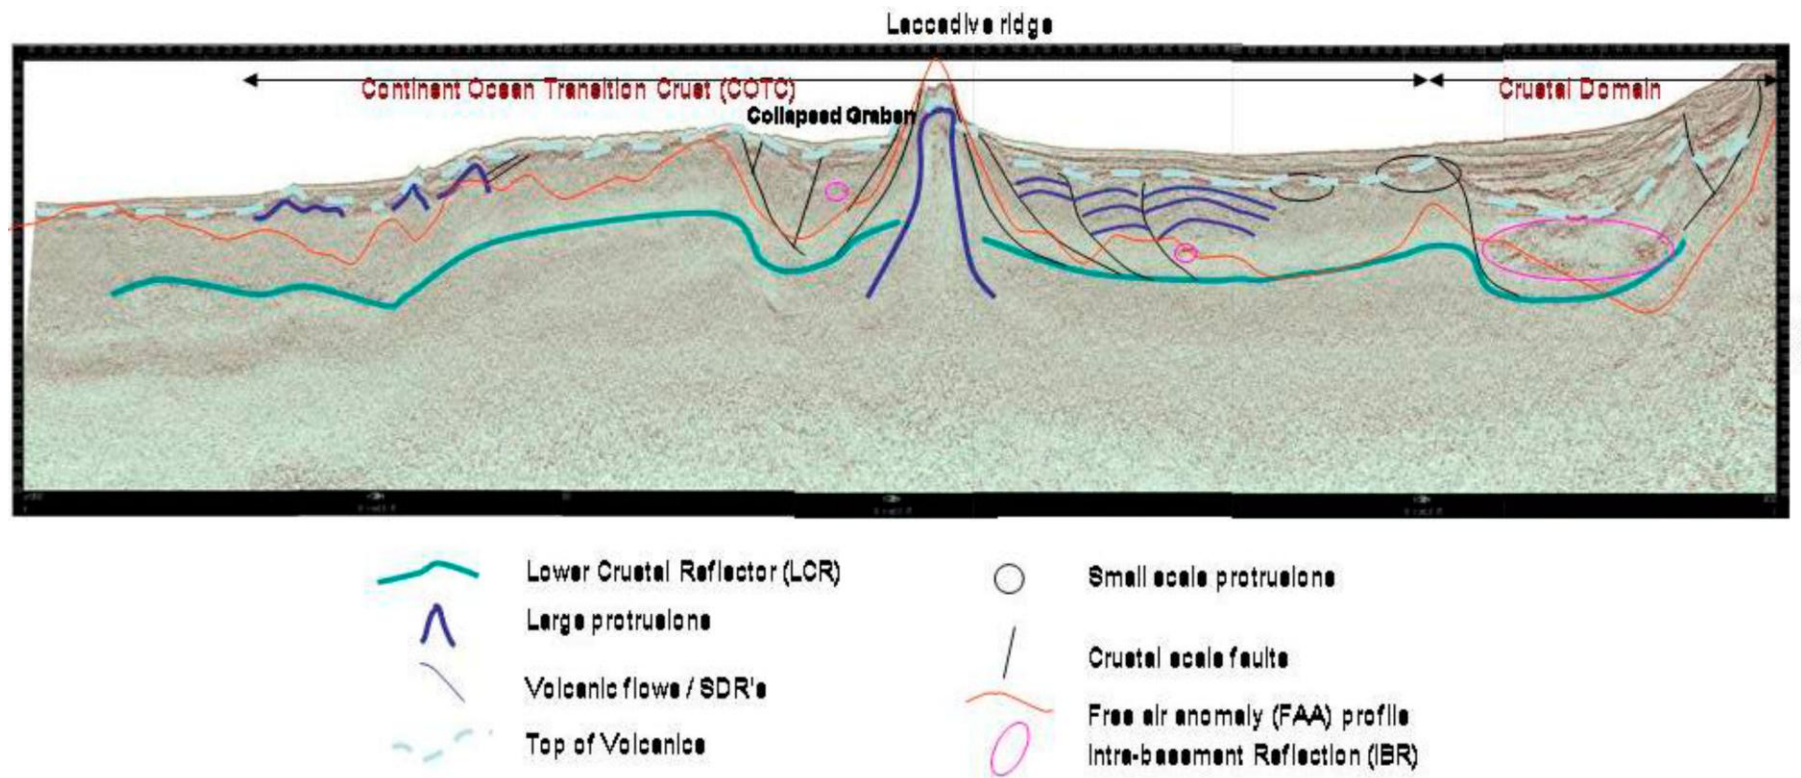 Laccadive ridge
Continent Ocean Transition Crust (COTC)
Crustal Domain
Collapsed Graben
Lower Crustal Reflector (LCR)
Large protrusions
Volcanic flows / SDR's
Top of Volcanics
Small scale protrusions
Crustal scale faults
Free air anomaly (FAA) profile
Intra-basement Reflection (IBR)